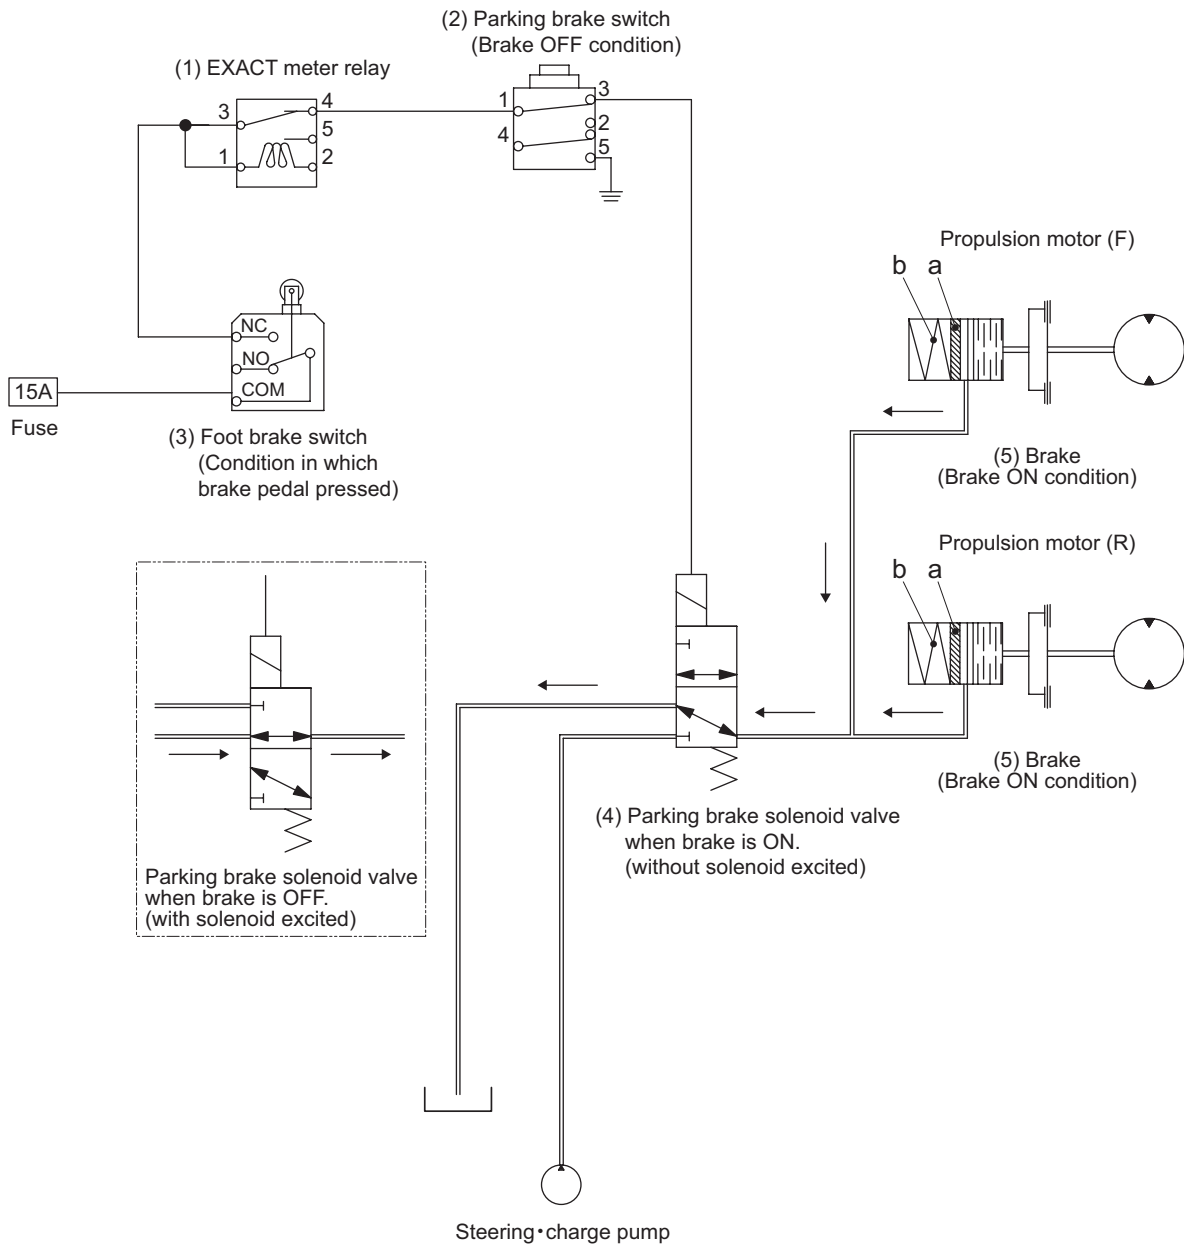 (2) Parking brake switch
(Brake OFF condition)
(1) EXACT meter relay
3
4
5
1
2
1
3
2
4
5
Propulsion motor (F)
b
a
NC
NO
COM
15A
Fuse
(3) Foot brake switch
(Condition in which
brake pedal pressed)
(5) Brake
(Brake ON condition)
Propulsion motor (R)
b
a
(5) Brake
(Brake ON condition)
(4) Parking brake solenoid valve
when brake is ON.
(without solenoid excited)
Parking brake solenoid valve
when brake is OFF.
(with solenoid excited)
Steering・charge pump